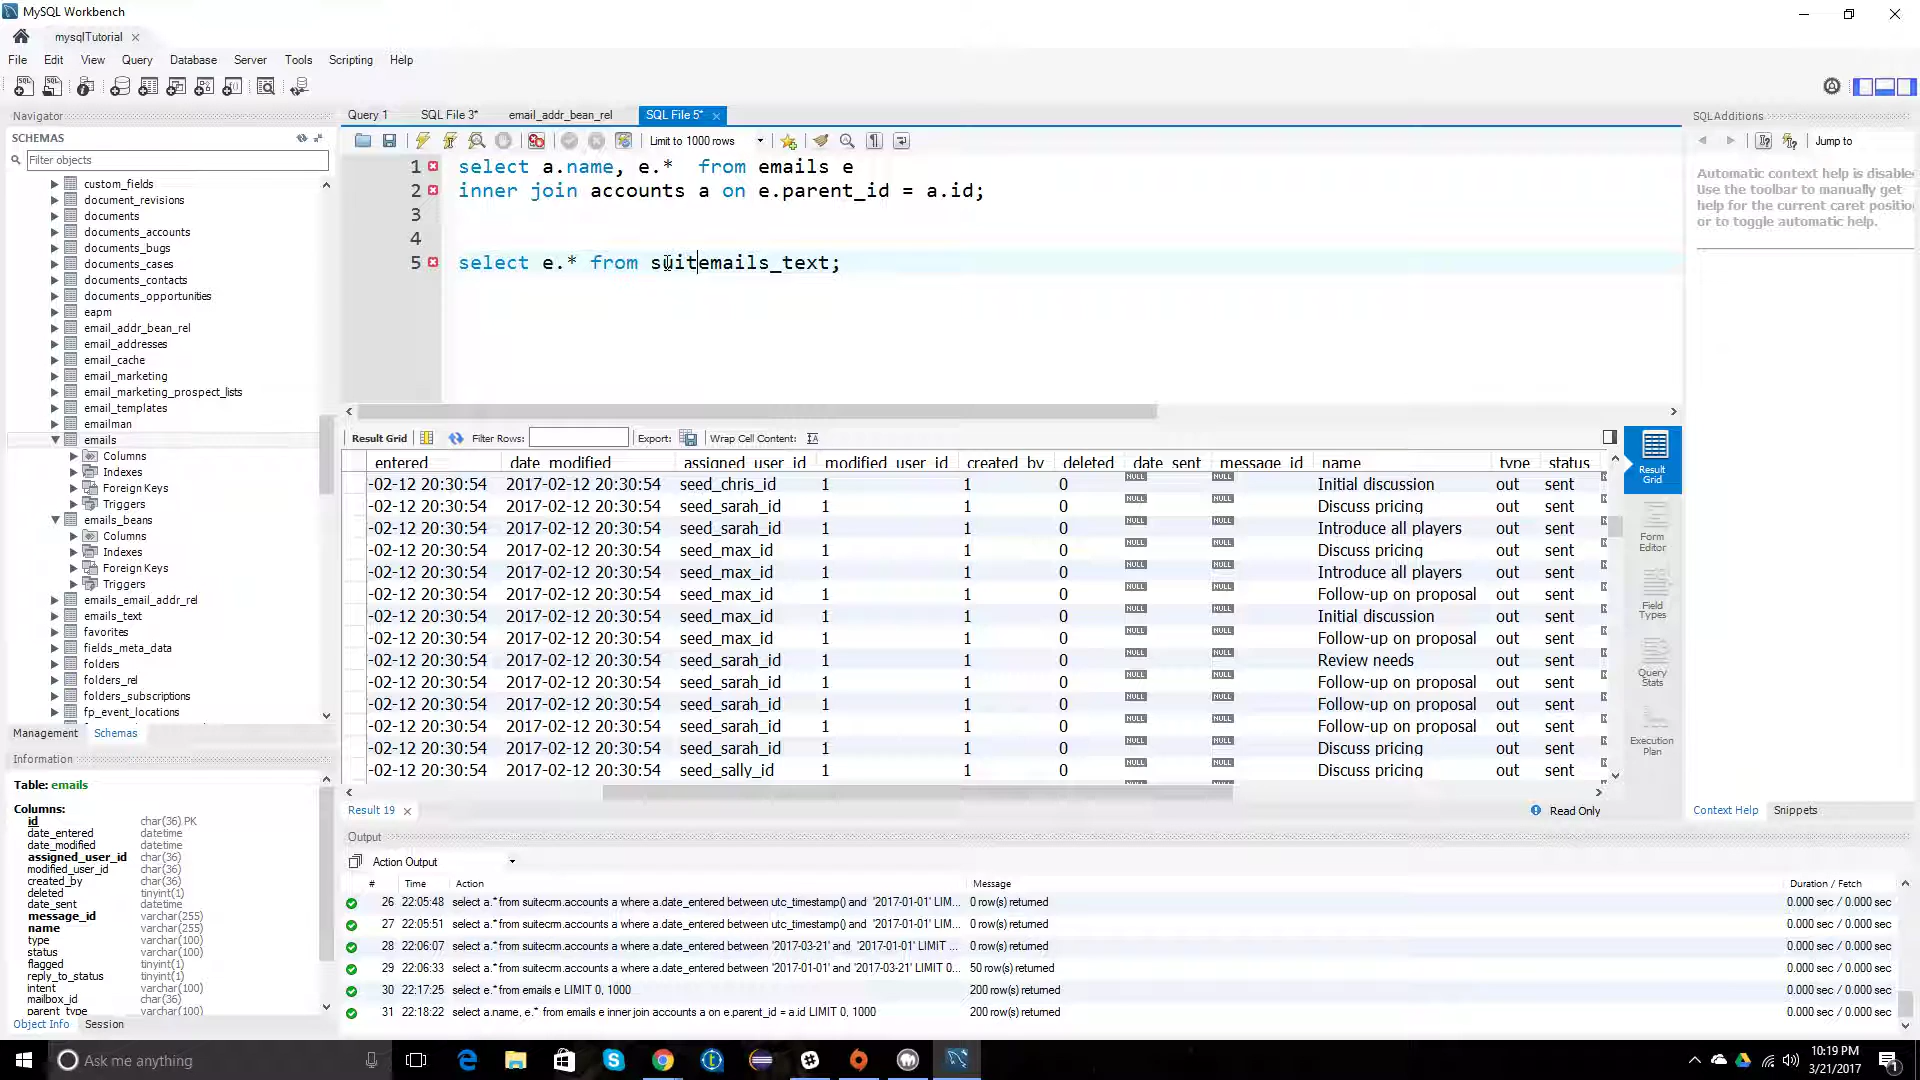 MySQL Workbench
mysqlTutorial
File Edit View Query Database Server Tools Scripting Help
Navigator
SCHEMAS
Filter objects
custom_fields
document_revisions
documents
documents_accounts
documents_bugs
documents_cases
documents_contacts
documents_opportunities
eapm
email_addr_bean_rel
email_addresses
email_cache
email_marketing
email_marketing_prospect_lists
email_templates
emailman
emails
Columns
Indexes
Foreign Keys
Triggers
emails_beans
Columns
Indexes
Foreign Keys
Triggers
emails_email_addr_rel
emails_text
favorites
fields_meta_data
folders
folders_rel
folders_subscriptions
fp_event_locations
Management Schemas
Information
Table: emails
Columns:
id char(36) PK
date_entered datetime
date_modified datetime
assigned_user_id char(36)
modified_user_id char(36)
created_by char(36)
deleted tinyint(1)
date_sent datetime
message_id varchar(255)
name varchar(255)
type varchar(100)
status varchar(100)
flagged tinyint(1)
reply_to_status tinyint(1)
intent varchar(100)
mailbox_id char(36)
parent_type varchar(100)
Object Info Session
Query 1 SQL File 3* email_addr_bean_rel SQL File 5*
Limit to 1000 rows
1 select a.name, e.* from emails e
2 inner join accounts a on e.parent_id = a.id;
3
4
5 select e.* from suitemails_text;
Result Grid Filter Rows: Export: Wrap Cell Content:
entered date_modified assigned_user_id modified_user_id created_by deleted date_sent message_id name type status
-02-12 20:30:54 2017-02-12 20:30:54 seed_chris_id 1 1 0 NULL NULL Initial discussion out sent
-02-12 20:30:54 2017-02-12 20:30:54 seed_sarah_id 1 1 0 NULL NULL Discuss pricing out sent
-02-12 20:30:54 2017-02-12 20:30:54 seed_sarah_id 1 1 0 NULL NULL Introduce all players out sent
-02-12 20:30:54 2017-02-12 20:30:54 seed_max_id 1 1 0 NULL NULL Discuss pricing out sent
-02-12 20:30:54 2017-02-12 20:30:54 seed_max_id 1 1 0 NULL NULL Introduce all players out sent
-02-12 20:30:54 2017-02-12 20:30:54 seed_max_id 1 1 0 NULL NULL Follow-up on proposal out sent
-02-12 20:30:54 2017-02-12 20:30:54 seed_max_id 1 1 0 NULL NULL Initial discussion out sent
-02-12 20:30:54 2017-02-12 20:30:54 seed_max_id 1 1 0 NULL NULL Follow-up on proposal out sent
-02-12 20:30:54 2017-02-12 20:30:54 seed_sarah_id 1 1 0 NULL NULL Review needs out sent
-02-12 20:30:54 2017-02-12 20:30:54 seed_sarah_id 1 1 0 NULL NULL Follow-up on proposal out sent
-02-12 20:30:54 2017-02-12 20:30:54 seed_sarah_id 1 1 0 NULL NULL Follow-up on proposal out sent
-02-12 20:30:54 2017-02-12 20:30:54 seed_sarah_id 1 1 0 NULL NULL Follow-up on proposal out sent
-02-12 20:30:54 2017-02-12 20:30:54 seed_sarah_id 1 1 0 NULL NULL Discuss pricing out sent
-02-12 20:30:54 2017-02-12 20:30:54 seed_sally_id 1 1 0 NULL NULL Discuss pricing out sent
Result Grid
Form Editor
Field Types
Query Stats
Execution Plan
Result 19 Read Only
Output
Action Output
# Time Action Message Duration / Fetch
26 22:05:48 select a.* from suitecrm.accounts a where a.date_entered between utc_timestamp() and '2017-01-01' LIM... 0 row(s) returned 0.000 sec / 0.000 sec
27 22:05:51 select a.* from suitecrm.accounts a where a.date_entered between utc_timestamp() and '2017-01-01' LIM... 0 row(s) returned 0.000 sec / 0.000 sec
28 22:06:07 select a.* from suitecrm.accounts a where a.date_entered between '2017-03-21' and '2017-01-01' LIMIT ... 0 row(s) returned 0.000 sec / 0.000 sec
29 22:06:33 select a.* from suitecrm.accounts a where a.date_entered between '2017-01-01' and '2017-03-21' LIMIT 0... 50 row(s) returned 0.000 sec / 0.000 sec
30 22:17:25 select e.* from emails e LIMIT 0, 1000 200 row(s) returned 0.000 sec / 0.000 sec
31 22:18:22 select a.name, e.* from emails e inner join accounts a on e.parent_id = a.id LIMIT 0, 1000 200 row(s) returned 0.000 sec / 0.000 sec
SQLAdditions
Jump to
Automatic context help is disable
Use the toolbar to manually get
help for the current caret position
or to toggle automatic help.
Context Help Snippets
Ask me anything
10:19 PM
3/21/2017